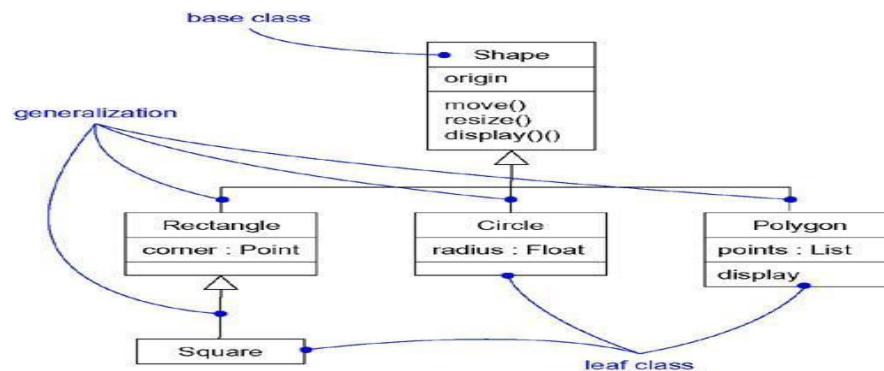 base class
Shape
origin
move()
resize()
display()()
generalization
Rectangle
corner : Point
Circle
radius : Float
Polygon
points : List
display
Square
leaf class